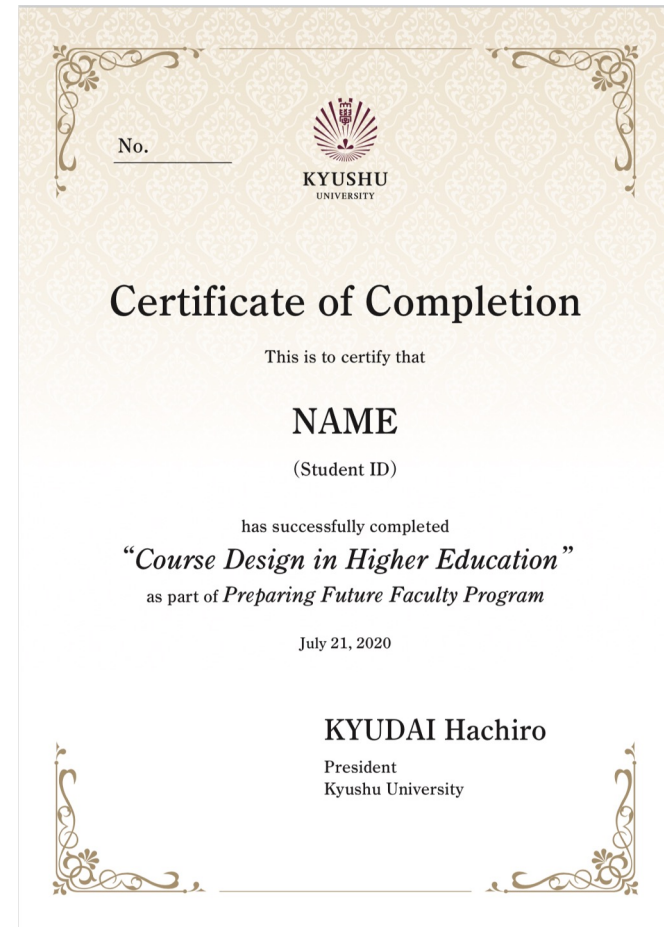 No.
KYUSHU
UNIVERSITY
Certificate of Completion
This is to certify that
NAME
(Student ID)
has successfully completed
“Course Design in Higher Education”
as part of Preparing Future Faculty Program
July 21, 2020
KYUDAI Hachiro
President
Kyushu University